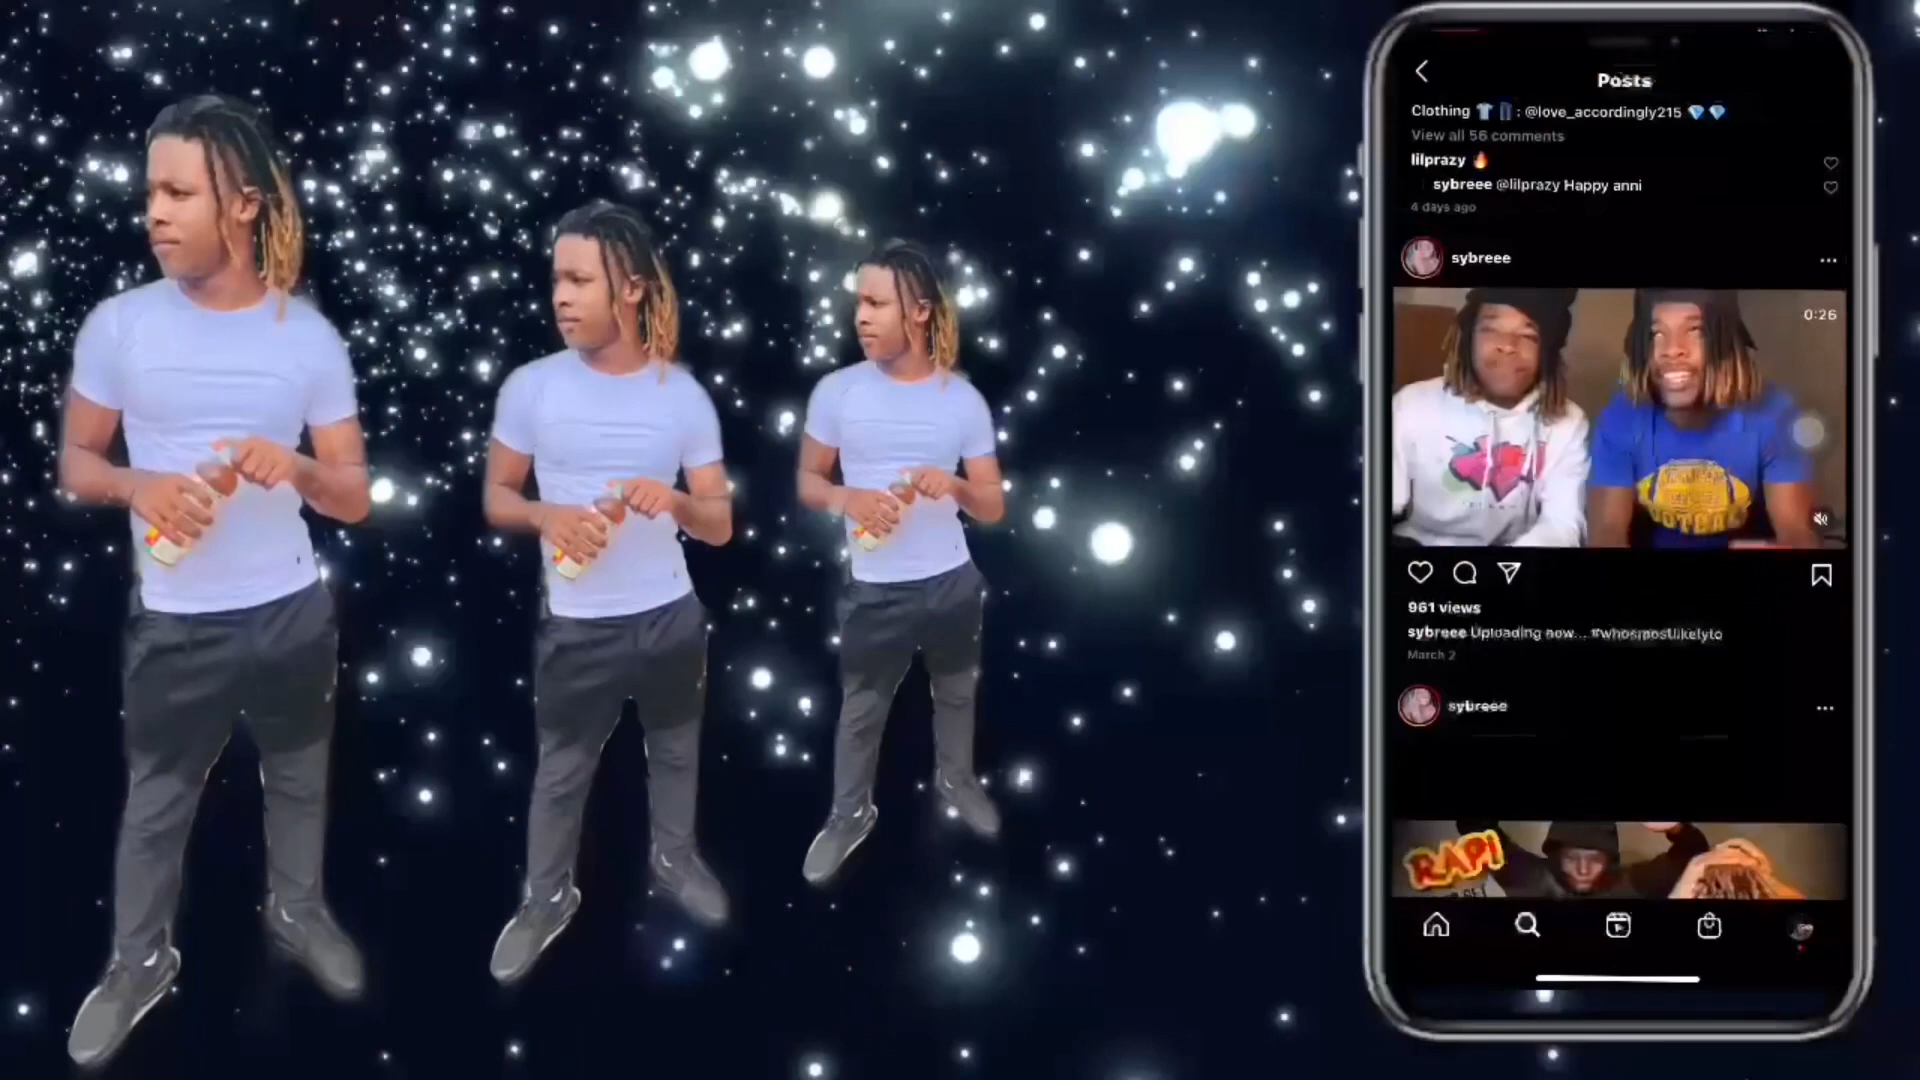 Posts
Clothing 👕 👖 : @love_accordingly215 💎 💎
View all 56 comments
lilprazy 🔥
sybreee @lilprazy Happy anni
4 days ago
sybreee
0:26
961 views
sybreee Uploading now... #whosmostlikelyto
March 2
sybreee
RAP!